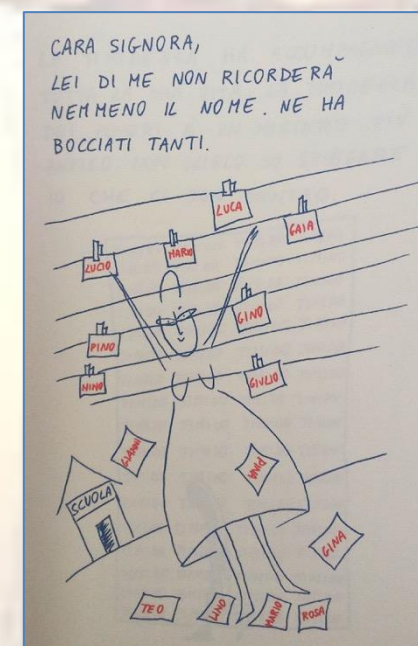 CARA SIGNORA,
LEI DI ME NON RICORDERÀ
NEMMENO IL NOME. NE HA
BOCCIATI TANTI.
LUCA
GAIA
MARIO
LUCIO
GINO
PINO
NINO
GIULIO
GIANNI
PINA
SCUOLA
GINA
TEO
LINO
MARIO
ROSA